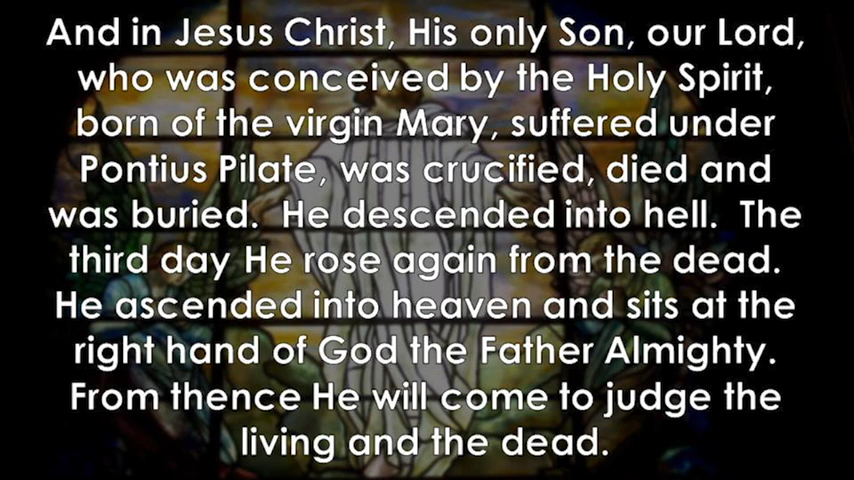 And in Jesus Christ, His only Son, our Lord,
who was conceived by the Holy Spirit,
born of the virgin Mary, suffered under
Pontius Pilate, was crucified, died and
was buried.  He descended into hell.  The
third day He rose again from the dead.
He ascended into heaven and sits at the
right hand of God the Father Almighty.
From thence He will come to judge the
living and the dead.